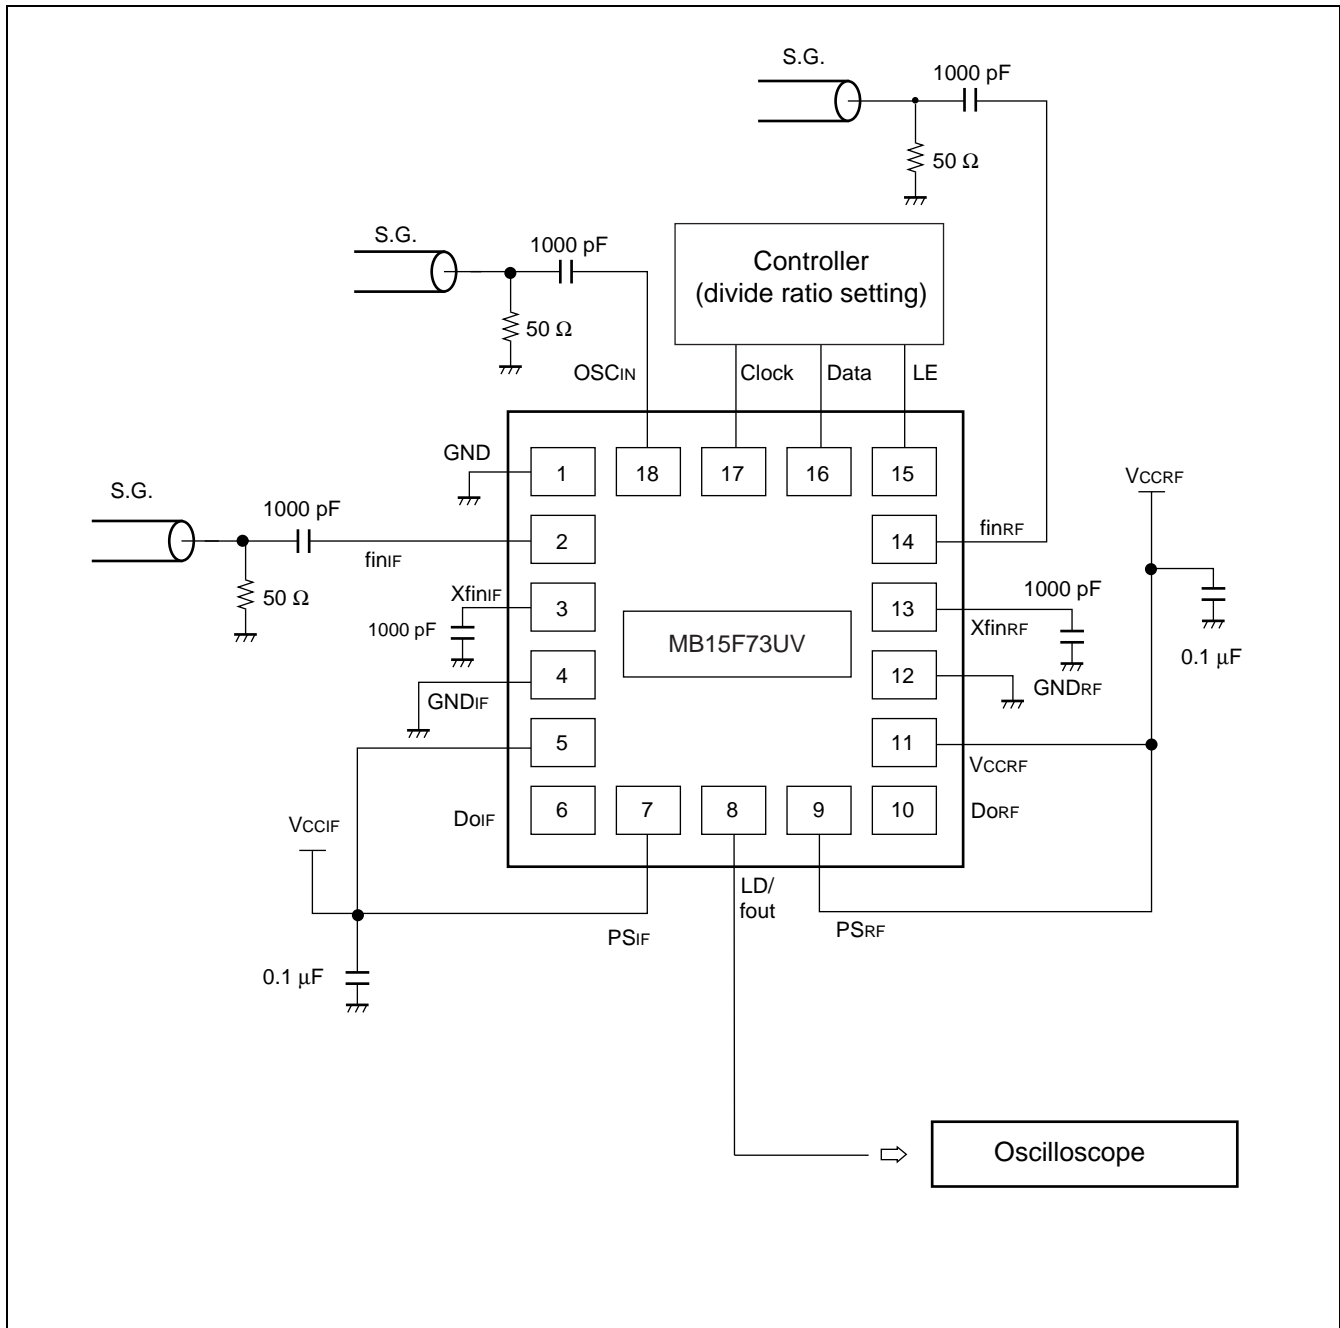 S.G.
1000 pF
50 Ω
S.G.
1000 pF
50 Ω
Controller
(divide ratio setting)
OSCIN
Clock
Data
LE
GND
1
18
17
16
15
VCCRF
S.G.
1000 pF
2
14
finRF
finIF
50 Ω
XfinIF
3
13
1000 pF
XfinRF
1000 pF
MB15F73UV
0.1 µF
4
12
GNDIF
GNDRF
5
11
VCCRF
VCCIF
DoIF
6
7
8
9
10
DoRF
LD/
fout
PSIF
PSRF
0.1 µF
Oscilloscope